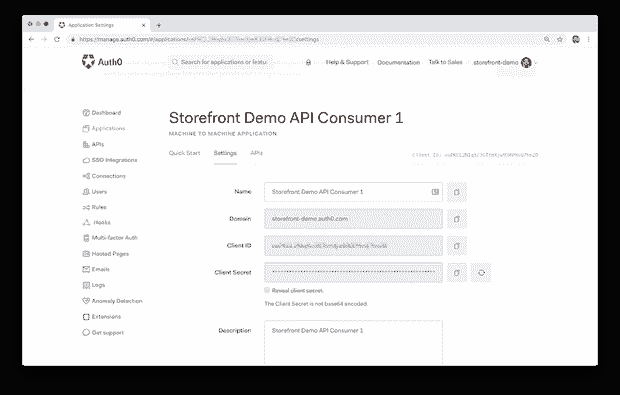 Application Settings
https://manage.auth0.com/#/applications/
settings
Auth0
Search for applications or featu
Help & Support
Documentation
Talk to Sales
storefront-demo
Dashboard
Applications
APIs
SSO Integrations
Connections
Users
Rules
Hooks
Multi-factor Auth
Hosted Pages
Emails
Logs
Anomaly Detection
Extensions
Get support
Storefront Demo API Consumer 1
MACHINE TO MACHINE APPLICATION
Quick Start
Settings
APIs
Client ID:
Name
Storefront Demo API Consumer 1
Domain
storefront-demo.auth0.com
Client ID
Client Secret
Reveal client secret.
The Client Secret is not base64 encoded.
Description
Storefront Demo API Consumer 1